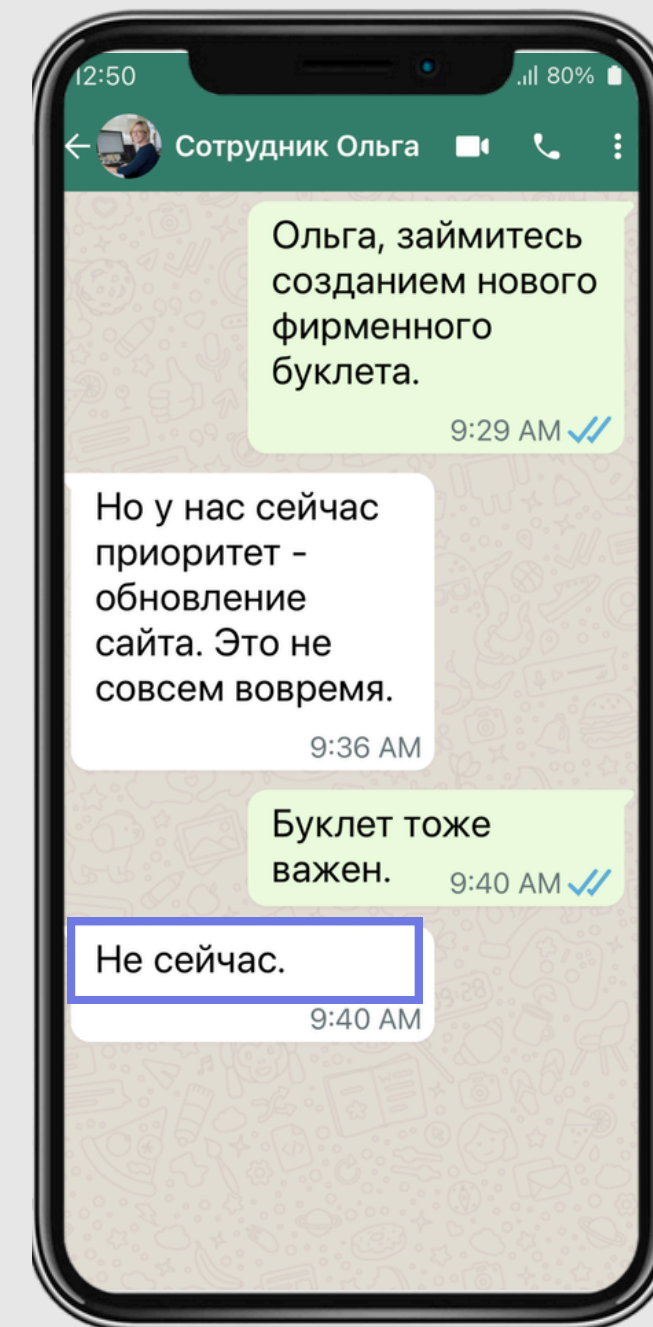 12:50
80%
Сотрудник Ольга
Ольга, займитесь
созданием нового
фирменного
буклета.
9:29 AM
Но у нас сейчас
приоритет -
обновление
сайта. Это не
совсем вовремя.
9:36 AM
Буклет тоже
важен.
9:40 AM
Не сейчас.
9:40 AM